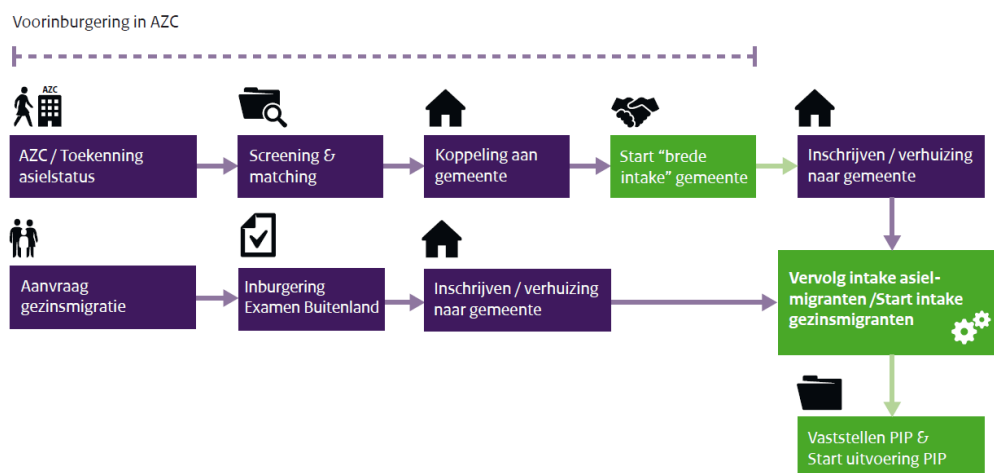 Voorinburgering in AZC
AZC
AZC / Toekenning
asielstatus
Screening &
matching
Koppeling aan
gemeente
Start “brede
intake” gemeente
Inschrijven / verhuizing
naar gemeente
Aanvraag
gezinsmigratie
Inburgering
Examen Buitenland
Inschrijven / verhuizing
naar gemeente
Vervolg intake asiel-
migranten /Start intake
gezinsmigranten
Vaststellen PIP &
Start uitvoering PIP